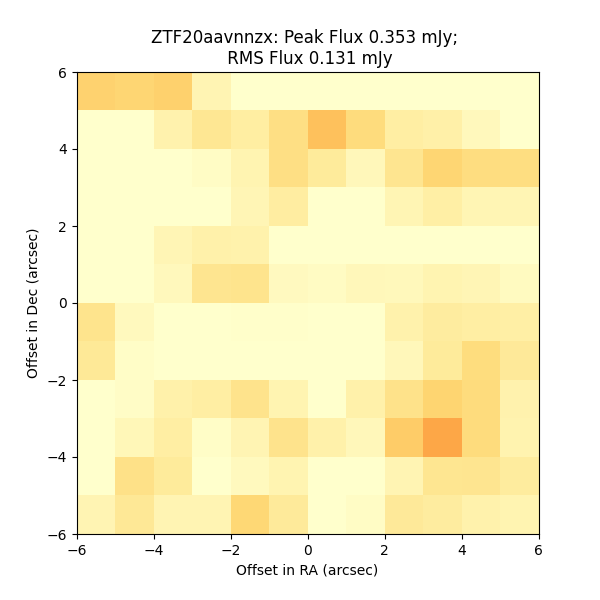 ZTF20aavnnzx: Peak Flux 0.353 mJy;
RMS Flux 0.131 mJy
6
4
2
0
−2
−4
−6
Offset in Dec (arcsec)
−6 −4 −2 0 2 4 6
Offset in RA (arcsec)